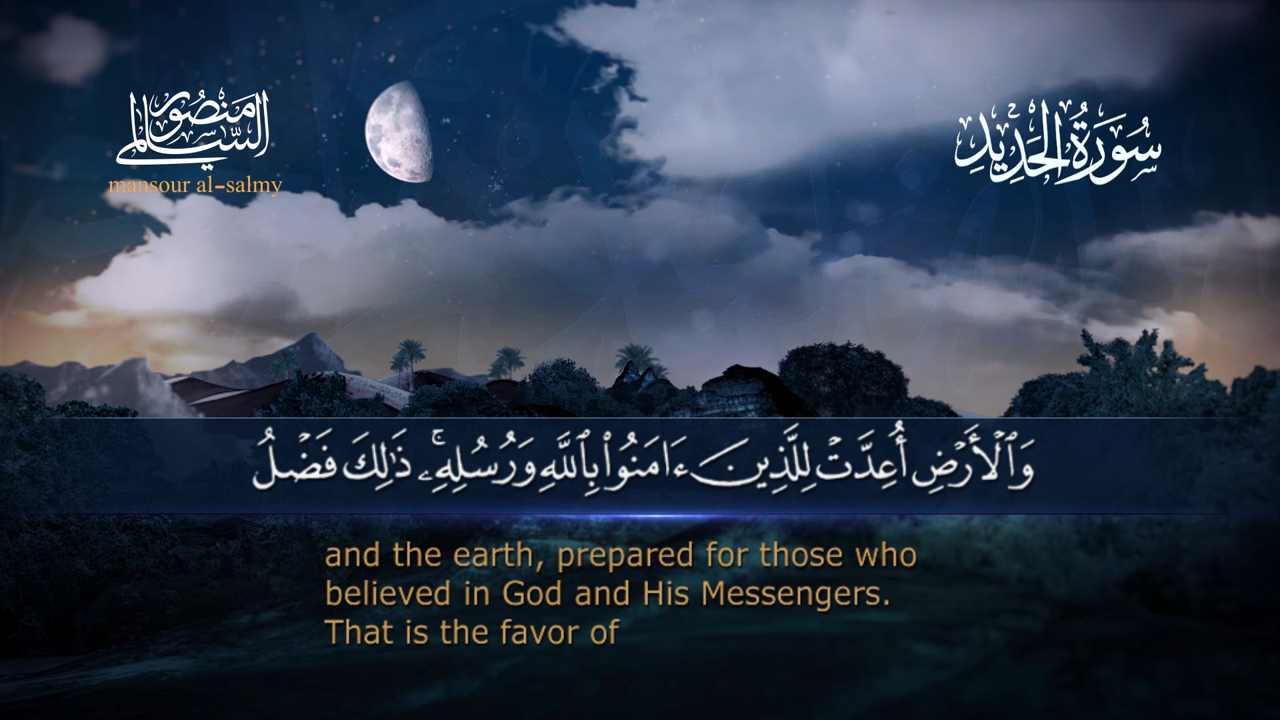 منصور السالمي
mansour al-salmy
سُورَةُ الحَدِيدِ
وَٱلْأَرْضِ أُعِدَّتْ لِلَّذِينَ ءَامَنُوا۟ بِٱللَّهِ وَرُسُلِهِۦۚ ذَٰلِكَ فَضْلُ
and the earth, prepared for those who
believed in God and His Messengers.
That is the favor of